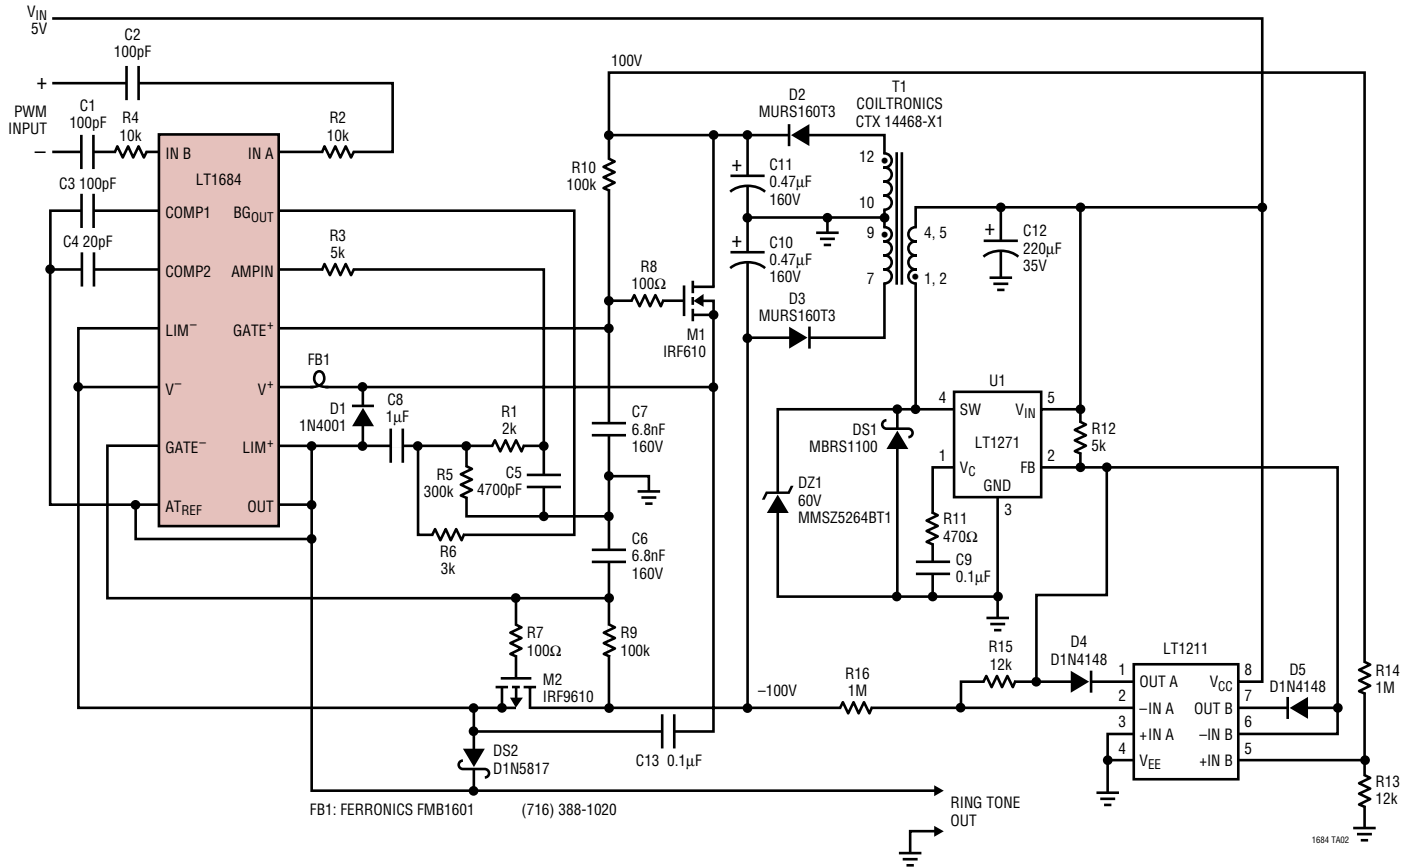 VIN
5V
C2
100pF
+
PWM
INPUT
–
C1
100pF
R4
10k
R2
10k
IN B
IN A
LT1684
C3 100pF
COMP1
BGOUT
C4 20pF
COMP2
AMPIN
R3
5k
LIM–
GATE+
V–
V+
FB1
GATE–
LIM+
ATREF
OUT
D1
1N4001
C8
1µF
R1
2k
R5
300k
C5
4700pF
R6
3k
100V
R10
100k
R8
100Ω
M1
IRF610
C7
6.8nF
160V
C6
6.8nF
160V
R7
100Ω
R9
100k
M2
IRF9610
DS2
D1N5817
C13 0.1µF
D2
MURS160T3
T1
COILTRONICS
CTX 14468-X1
+
C11
0.47µF
160V
12
10
+
C10
0.47µF
160V
9
7
4, 5
1, 2
D3
MURS160T3
+
C12
220µF
35V
U1
4
SW
VIN
5
LT1271
1
VC
FB
2
GND
3
R12
5k
DS1
MBRS1100
DZ1
60V
MMSZ5264BT1
R11
470Ω
C9
0.1µF
–100V
R16
1M
R15
12k
D4
D1N4148
LT1211
1
OUT A
VCC
8
2
–IN A
OUT B
7
3
+IN A
–IN B
6
4
VEE
+IN B
5
D5
D1N4148
R14
1M
R13
12k
FB1: FERRONICS FMB1601 (716) 388-1020
RING TONE
OUT
1684 TA02